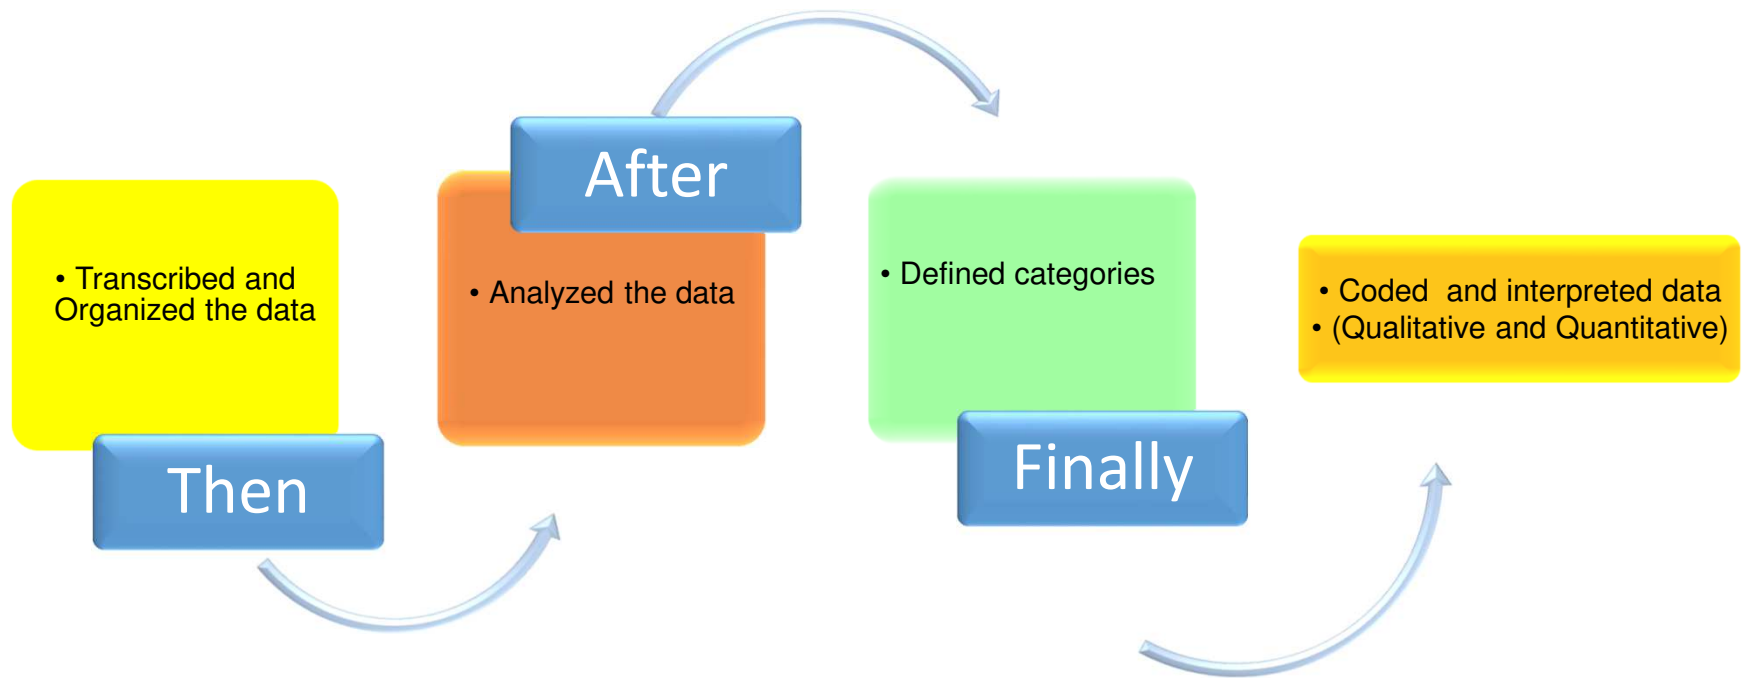 • Transcribed and
Organized the data
Then
After
• Analyzed the data
• Defined categories
Finally
• Coded  and interpreted data
• (Qualitative and Quantitative)